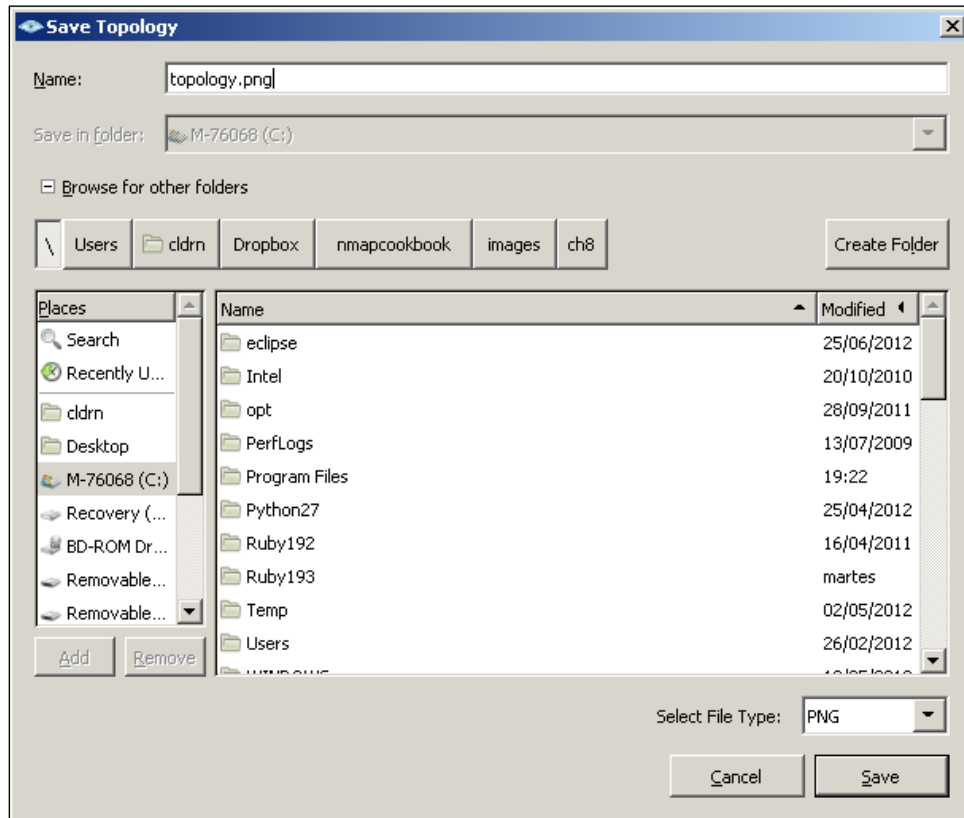 Save Topology
Name: topology.png
Save in folder: M-76068 (C:)
Browse for other folders
\ Users cldrn Dropbox nmapcookbook images ch8 Create Folder
Places
Search
Recently U...
cldrn
Desktop
M-76068 (C:)
Recovery (...
BD-ROM Dr...
Removable...
Removable...
Add Remove
Name Modified
eclipse 25/06/2012
Intel 20/10/2010
opt 28/09/2011
PerfLogs 13/07/2009
Program Files 19:22
Python27 25/04/2012
Ruby192 16/04/2011
Ruby193 martes
Temp 02/05/2012
Users 26/02/2012
Select File Type: PNG
Cancel Save